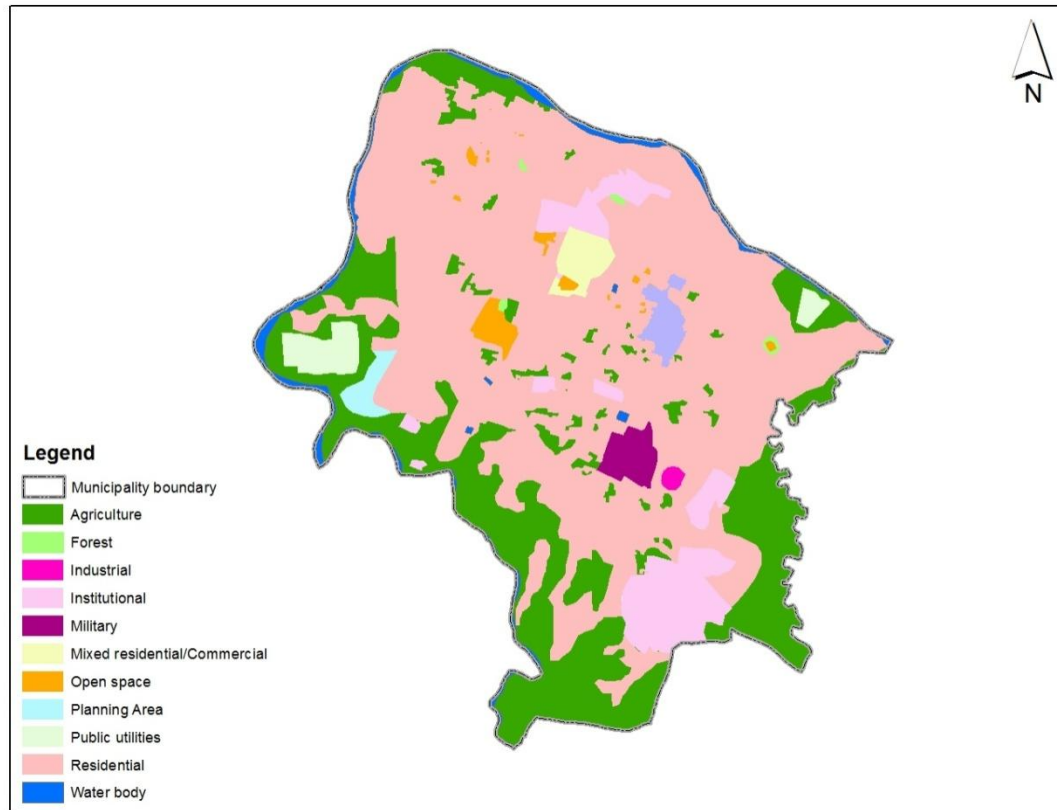 N
Legend
Municipality boundary
Agriculture
Forest
Industrial
Institutional
Military
Mixed residential/Commercial
Open space
Planning Area
Public utilities
Residential
Water body